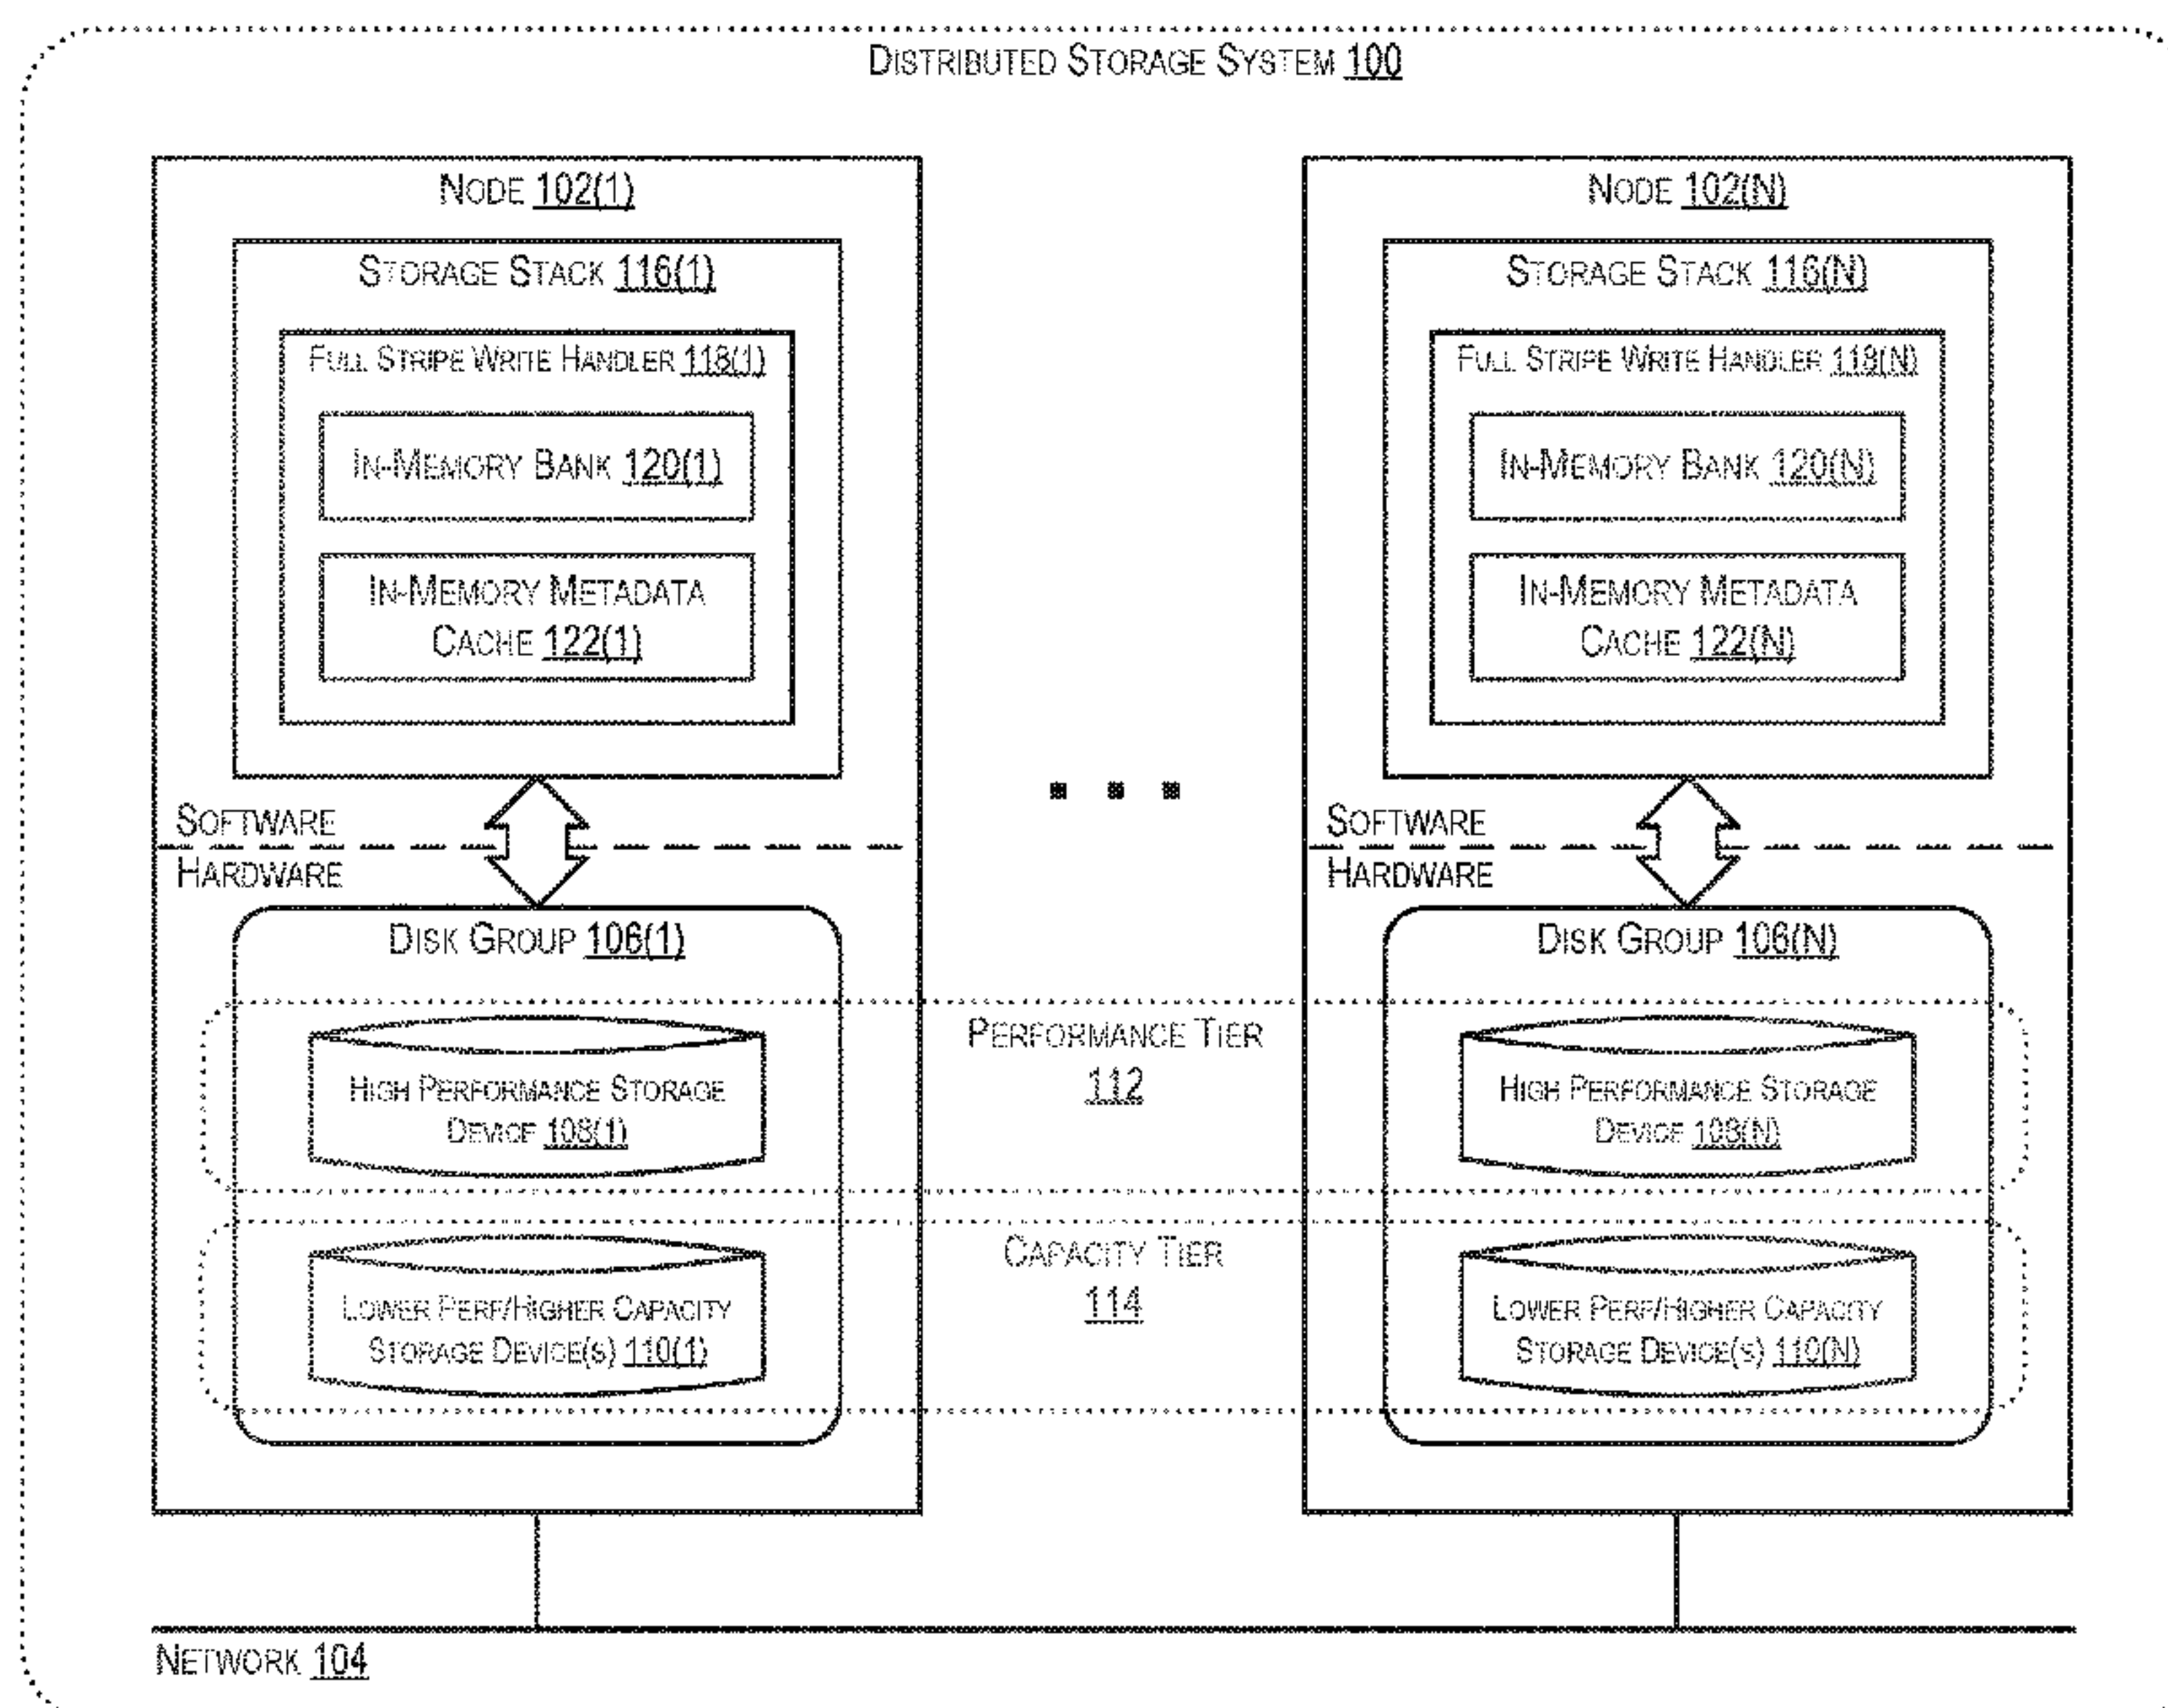 DISTRIBUTED STORAGE SYSTEM 100
NODE 102(1)
STORAGE STACK 116(1)
FULL STRIPE WRITE HANDLER 118(1)
IN-MEMORY BANK 120(1)
IN-MEMORY METADATA
CACHE 122(1)
SOFTWARE
HARDWARE
DISK GROUP 106(1)
HIGH PERFORMANCE STORAGE
DEVICE 108(1)
LOWER PERF/HIGHER CAPACITY
STORAGE DEVICE(S) 110(1)
PERFORMANCE TIER
112
CAPACITY TIER
114
NODE 102(N)
STORAGE STACK 116(N)
FULL STRIPE WRITE HANDLER 118(N)
IN-MEMORY BANK 120(N)
IN-MEMORY METADATA
CACHE 122(N)
SOFTWARE
HARDWARE
DISK GROUP 106(N)
HIGH PERFORMANCE STORAGE
DEVICE 108(N)
LOWER PERF/HIGHER CAPACITY
STORAGE DEVICE(S) 110(N)
NETWORK 104